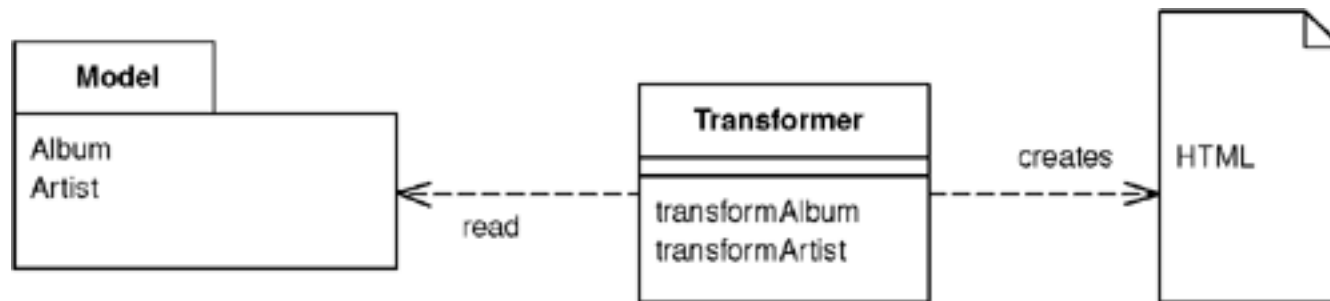 Model
Album
Artist
read
Transformer
transformAlbum
transformArtist
creates
HTML